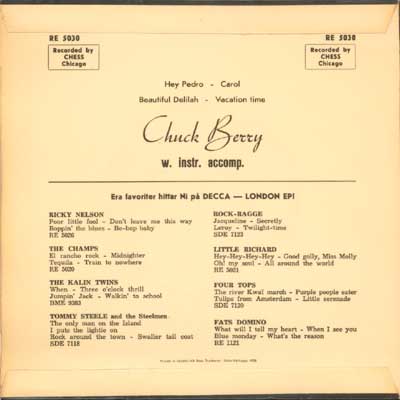 RE 5030
RE 5030
Recorded by
CHESS
Chicago
Recorded by
CHESS
Chicago
Hey Pedro - Carol
Beautiful Delilah - Vacation time
Chuck Berry
w. instr. accomp.
Era favoriter hittar Ni på DECCA — LONDON EP!
RICKY NELSON
Poor little fool - Don't leave me this way
Boppin' the blues - Be-bop baby
RE 5026
THE CHAMPS
El rancho rock - Midnighter
Tequila - Train to nowhere
RE 5020
THE KALIN TWINS
When - Three o'clock thrill
Jumpin' Jack - Walkin' to school
BME 9383
TOMMY STEELE and the Steelmen
The only man on the Island
I puts the lightie on
Rock around the town - Swaller tail coat
SDE 7118
ROCK-RAGGE
Jacqueline - Secretly
Leroy - Twilight-time
SDE 7123
LITTLE RICHARD
Hey-Hey-Hey-Hey - Good golly, Miss Molly
Oh! my soul - All around the world
RE 5021
FOUR TOPS
The river Kwai march - Purple people eater
Tulips from Amsterdam - Little serenade
SDE 7120
FATS DOMINO
What will I tell my heart - When I see you
Blue monday - What's the reason
RE 1121